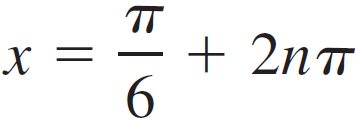 x = π/6 + 2nπ